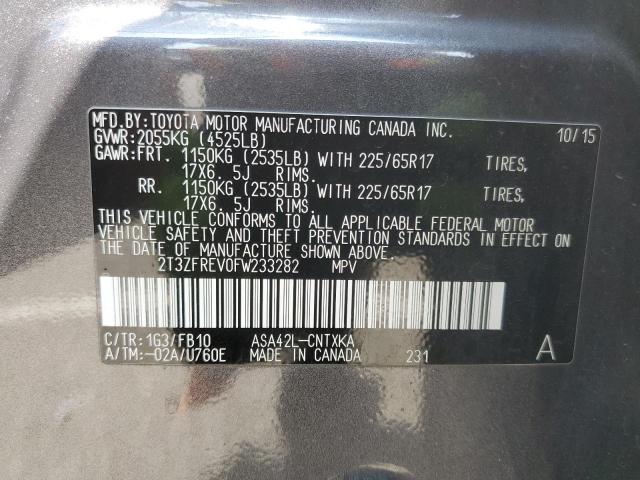 MFD.BY:TOYOTA MOTOR MANUFACTURING CANADA INC. 10/15
GVWR:2055KG (4525LB)
GAWR:FRT. 1150KG (2535LB) WITH 225/65R17 TIRES,
17X6.5J RIMS.
RR. 1150KG (2535LB) WITH 225/65R17 TIRES,
17X6.5J RIMS.
THIS VEHICLE CONFORMS TO ALL APPLICABLE FEDERAL MOTOR
VEHICLE SAFETY AND THEFT PREVENTION STANDARDS IN EFFECT ON
THE DATE OF MANUFACTURE SHOWN ABOVE.
2T3ZFREV0FW233282 MPV
C/TR:1G3/FB10 ASA42L-CNTXKA
A/TM:-02A/U760E MADE IN CANADA 231 A